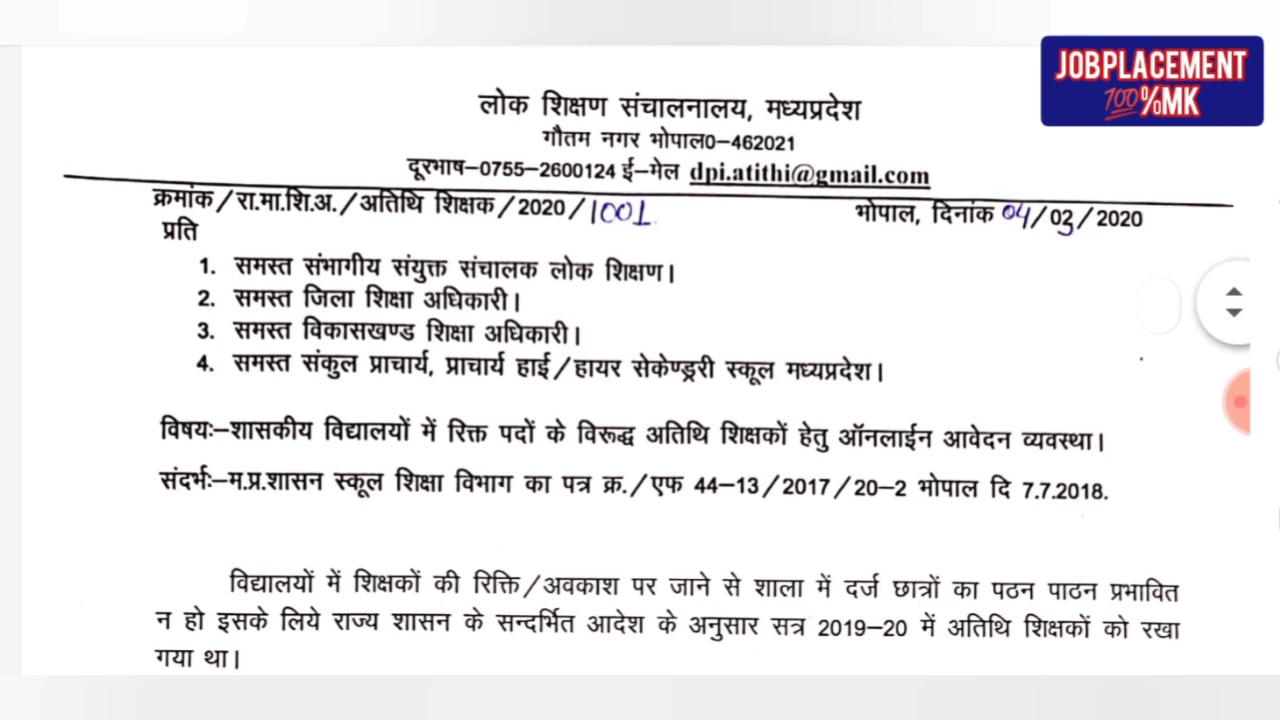 JOBPLACEMENT
💯%MK
लोक शिक्षण संचालनालय, मध्यप्रदेश
गौतम नगर भोपाल0-462021
दूरभाष-0755-2600124 ई-मेल dpi.atithi@gmail.com
क्रमांक/रा.मा.शि.अ./अतिथि शिक्षक/2020/1001 भोपाल, दिनांक 04/03/2020
प्रति
1. समस्त संभागीय संयुक्त संचालक लोक शिक्षण।
2. समस्त जिला शिक्षा अधिकारी।
3. समस्त विकासखण्ड शिक्षा अधिकारी।
4. समस्त संकुल प्राचार्य, प्राचार्य हाई/हायर सेकेण्ड्री स्कूल मध्यप्रदेश।
विषयः-शासकीय विद्यालयों में रिक्त पदों के विरूद्ध अतिथि शिक्षकों हेतु ऑनलाईन आवेदन व्यवस्था।
संदर्भः-म.प्र.शासन स्कूल शिक्षा विभाग का पत्र क्र./एफ 44-13/2017/20-2 भोपाल दि 7.7.2018.
विद्यालयों में शिक्षकों की रिक्ति/अवकाश पर जाने से शाला में दर्ज छात्रों का पठन पाठन प्रभावित
न हो इसके लिये राज्य शासन के सन्दर्भित आदेश के अनुसार सत्र 2019-20 में अतिथि शिक्षकों को रखा
गया था।